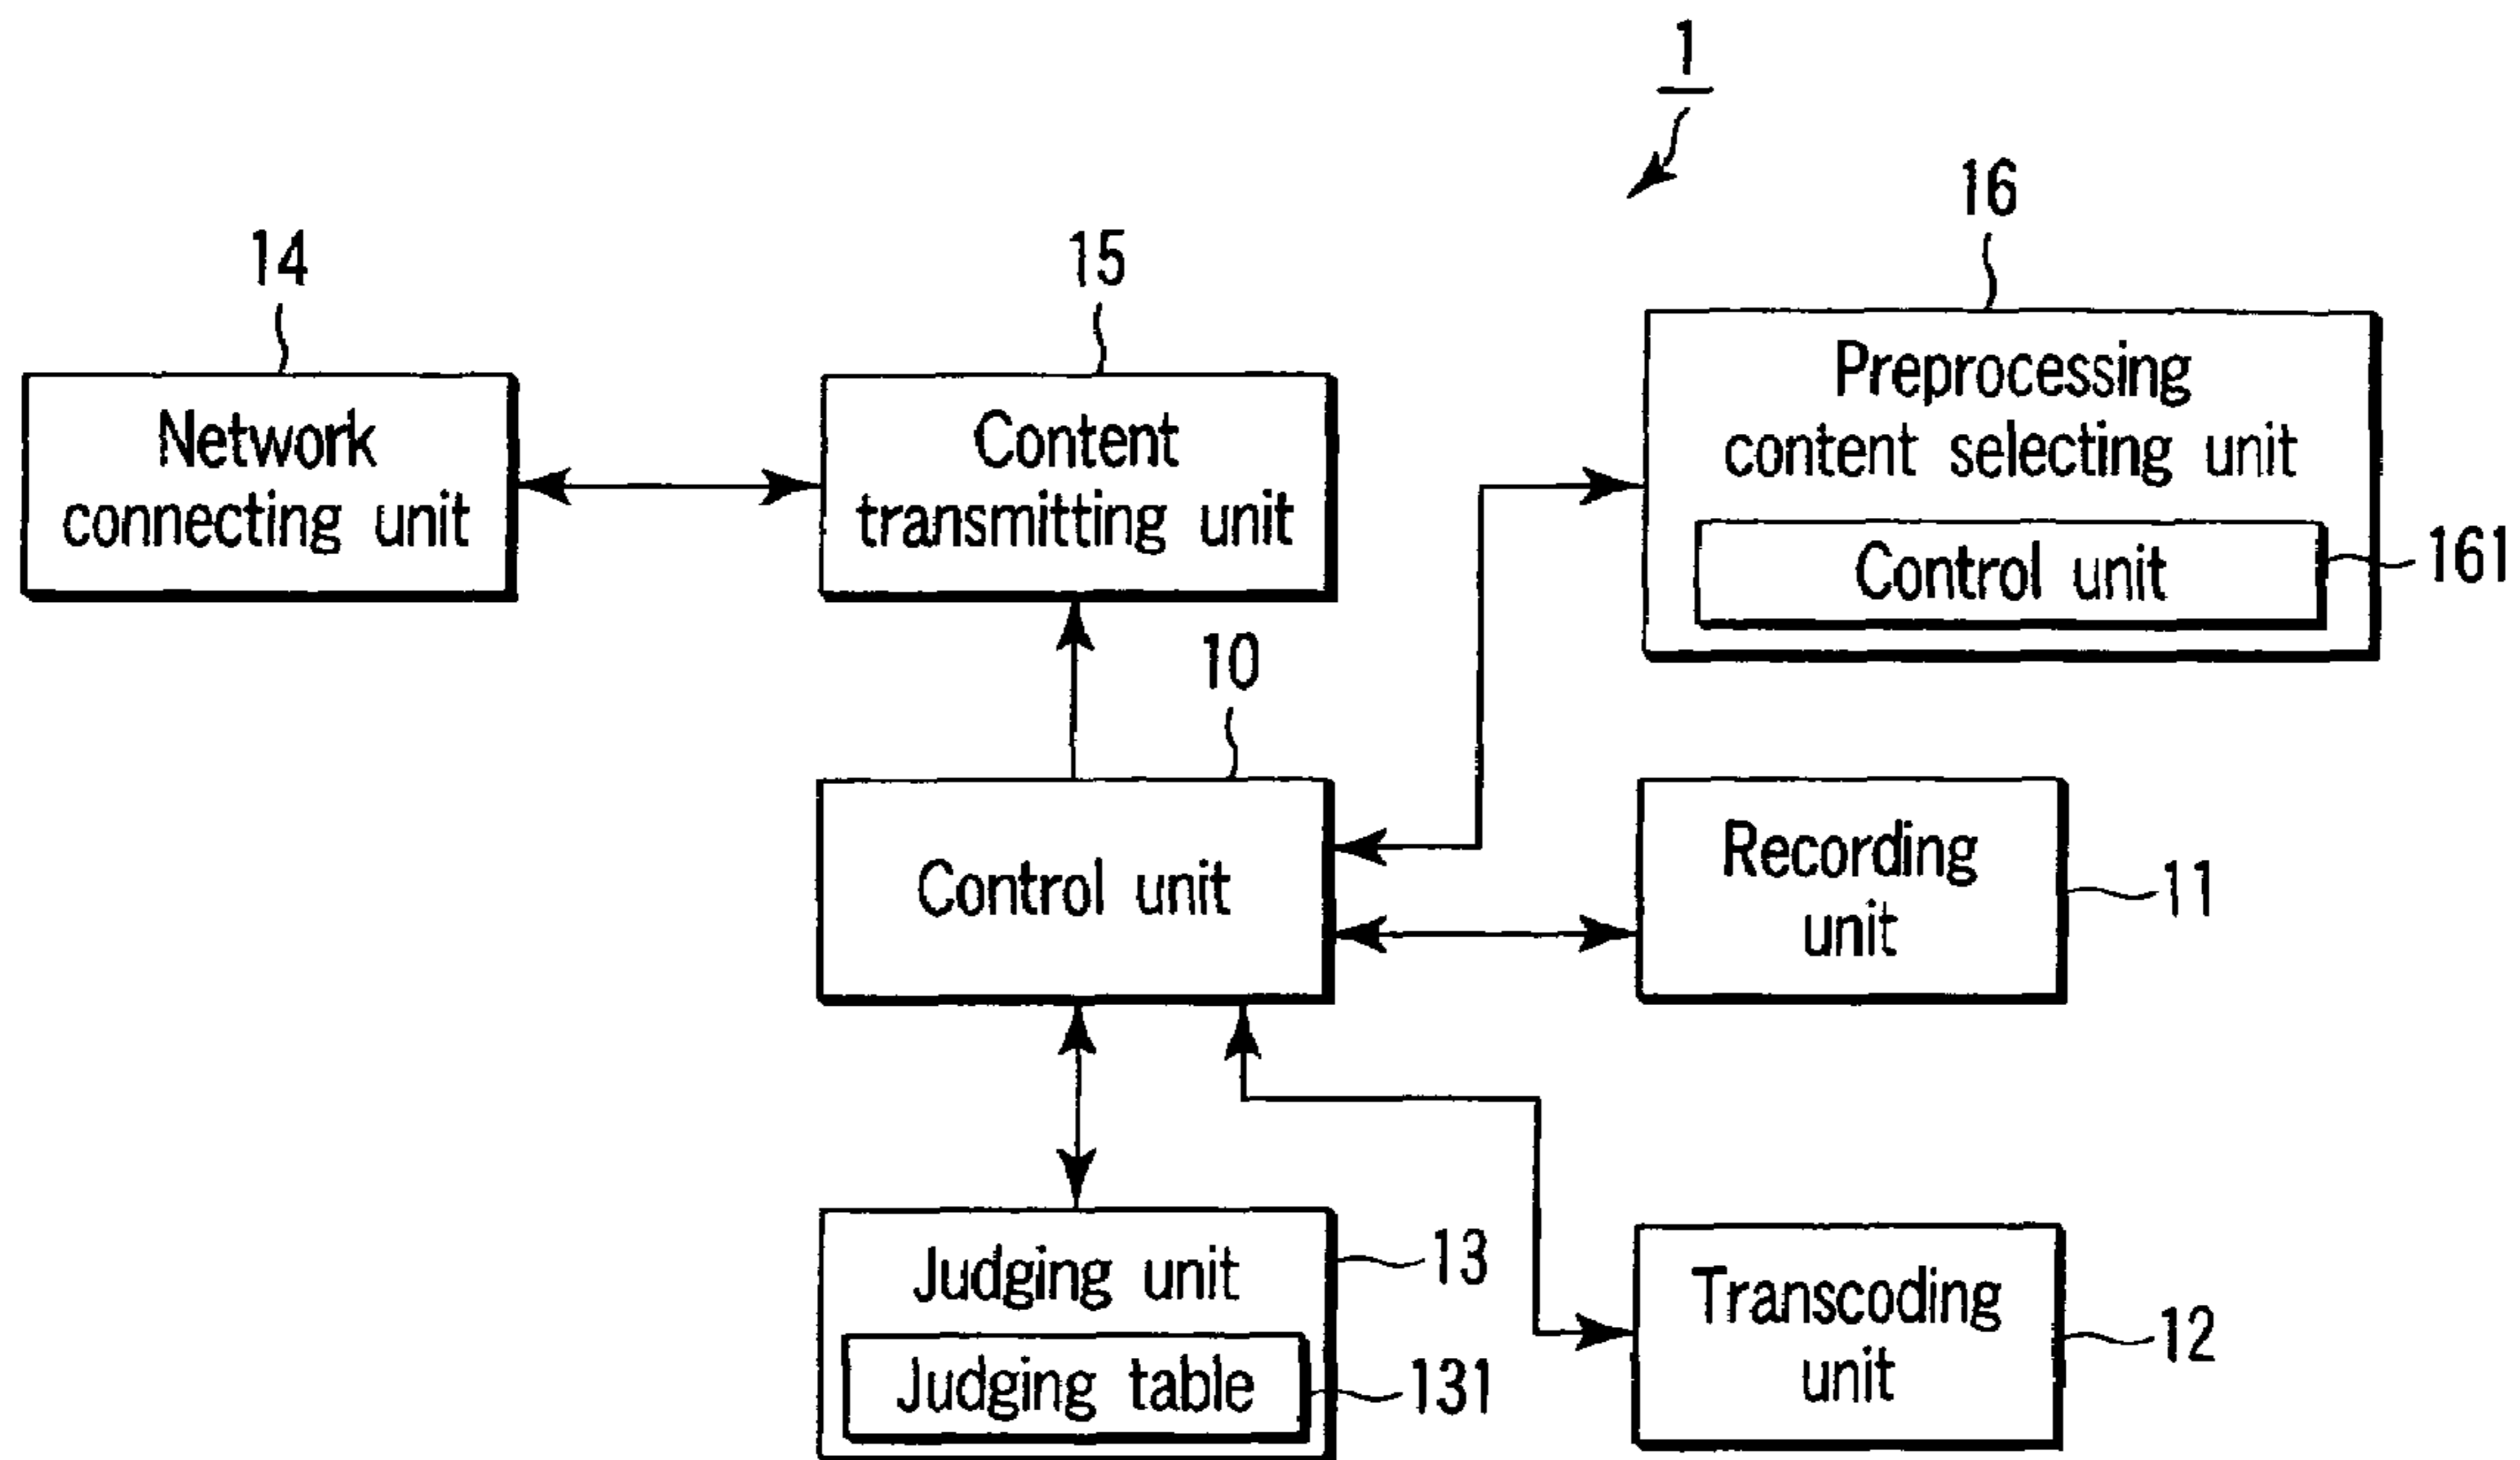 1
16
14
15
Preprocessing
content selecting unit
Control unit
161
Network
connecting unit
Content
transmitting unit
10
Control unit
Recording
unit
11
Judging unit
13
Judging table
131
Transcoding
unit
12